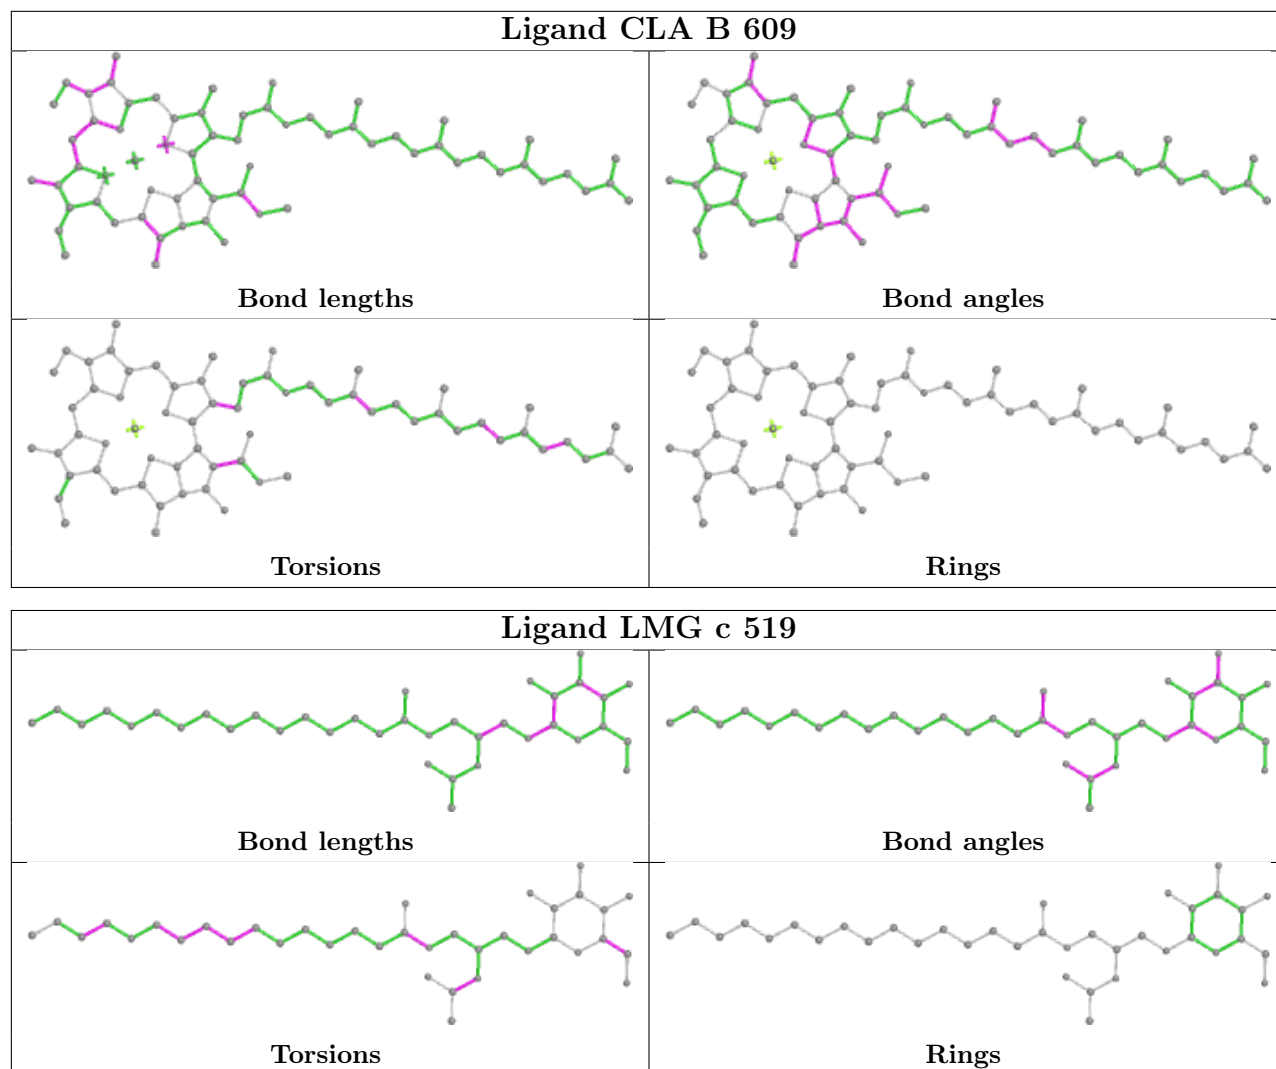 Ligand CLA B 609
Bond lengths
Bond angles
Torsions
Rings
Ligand LMG c 519
Bond lengths
Bond angles
Torsions
Rings